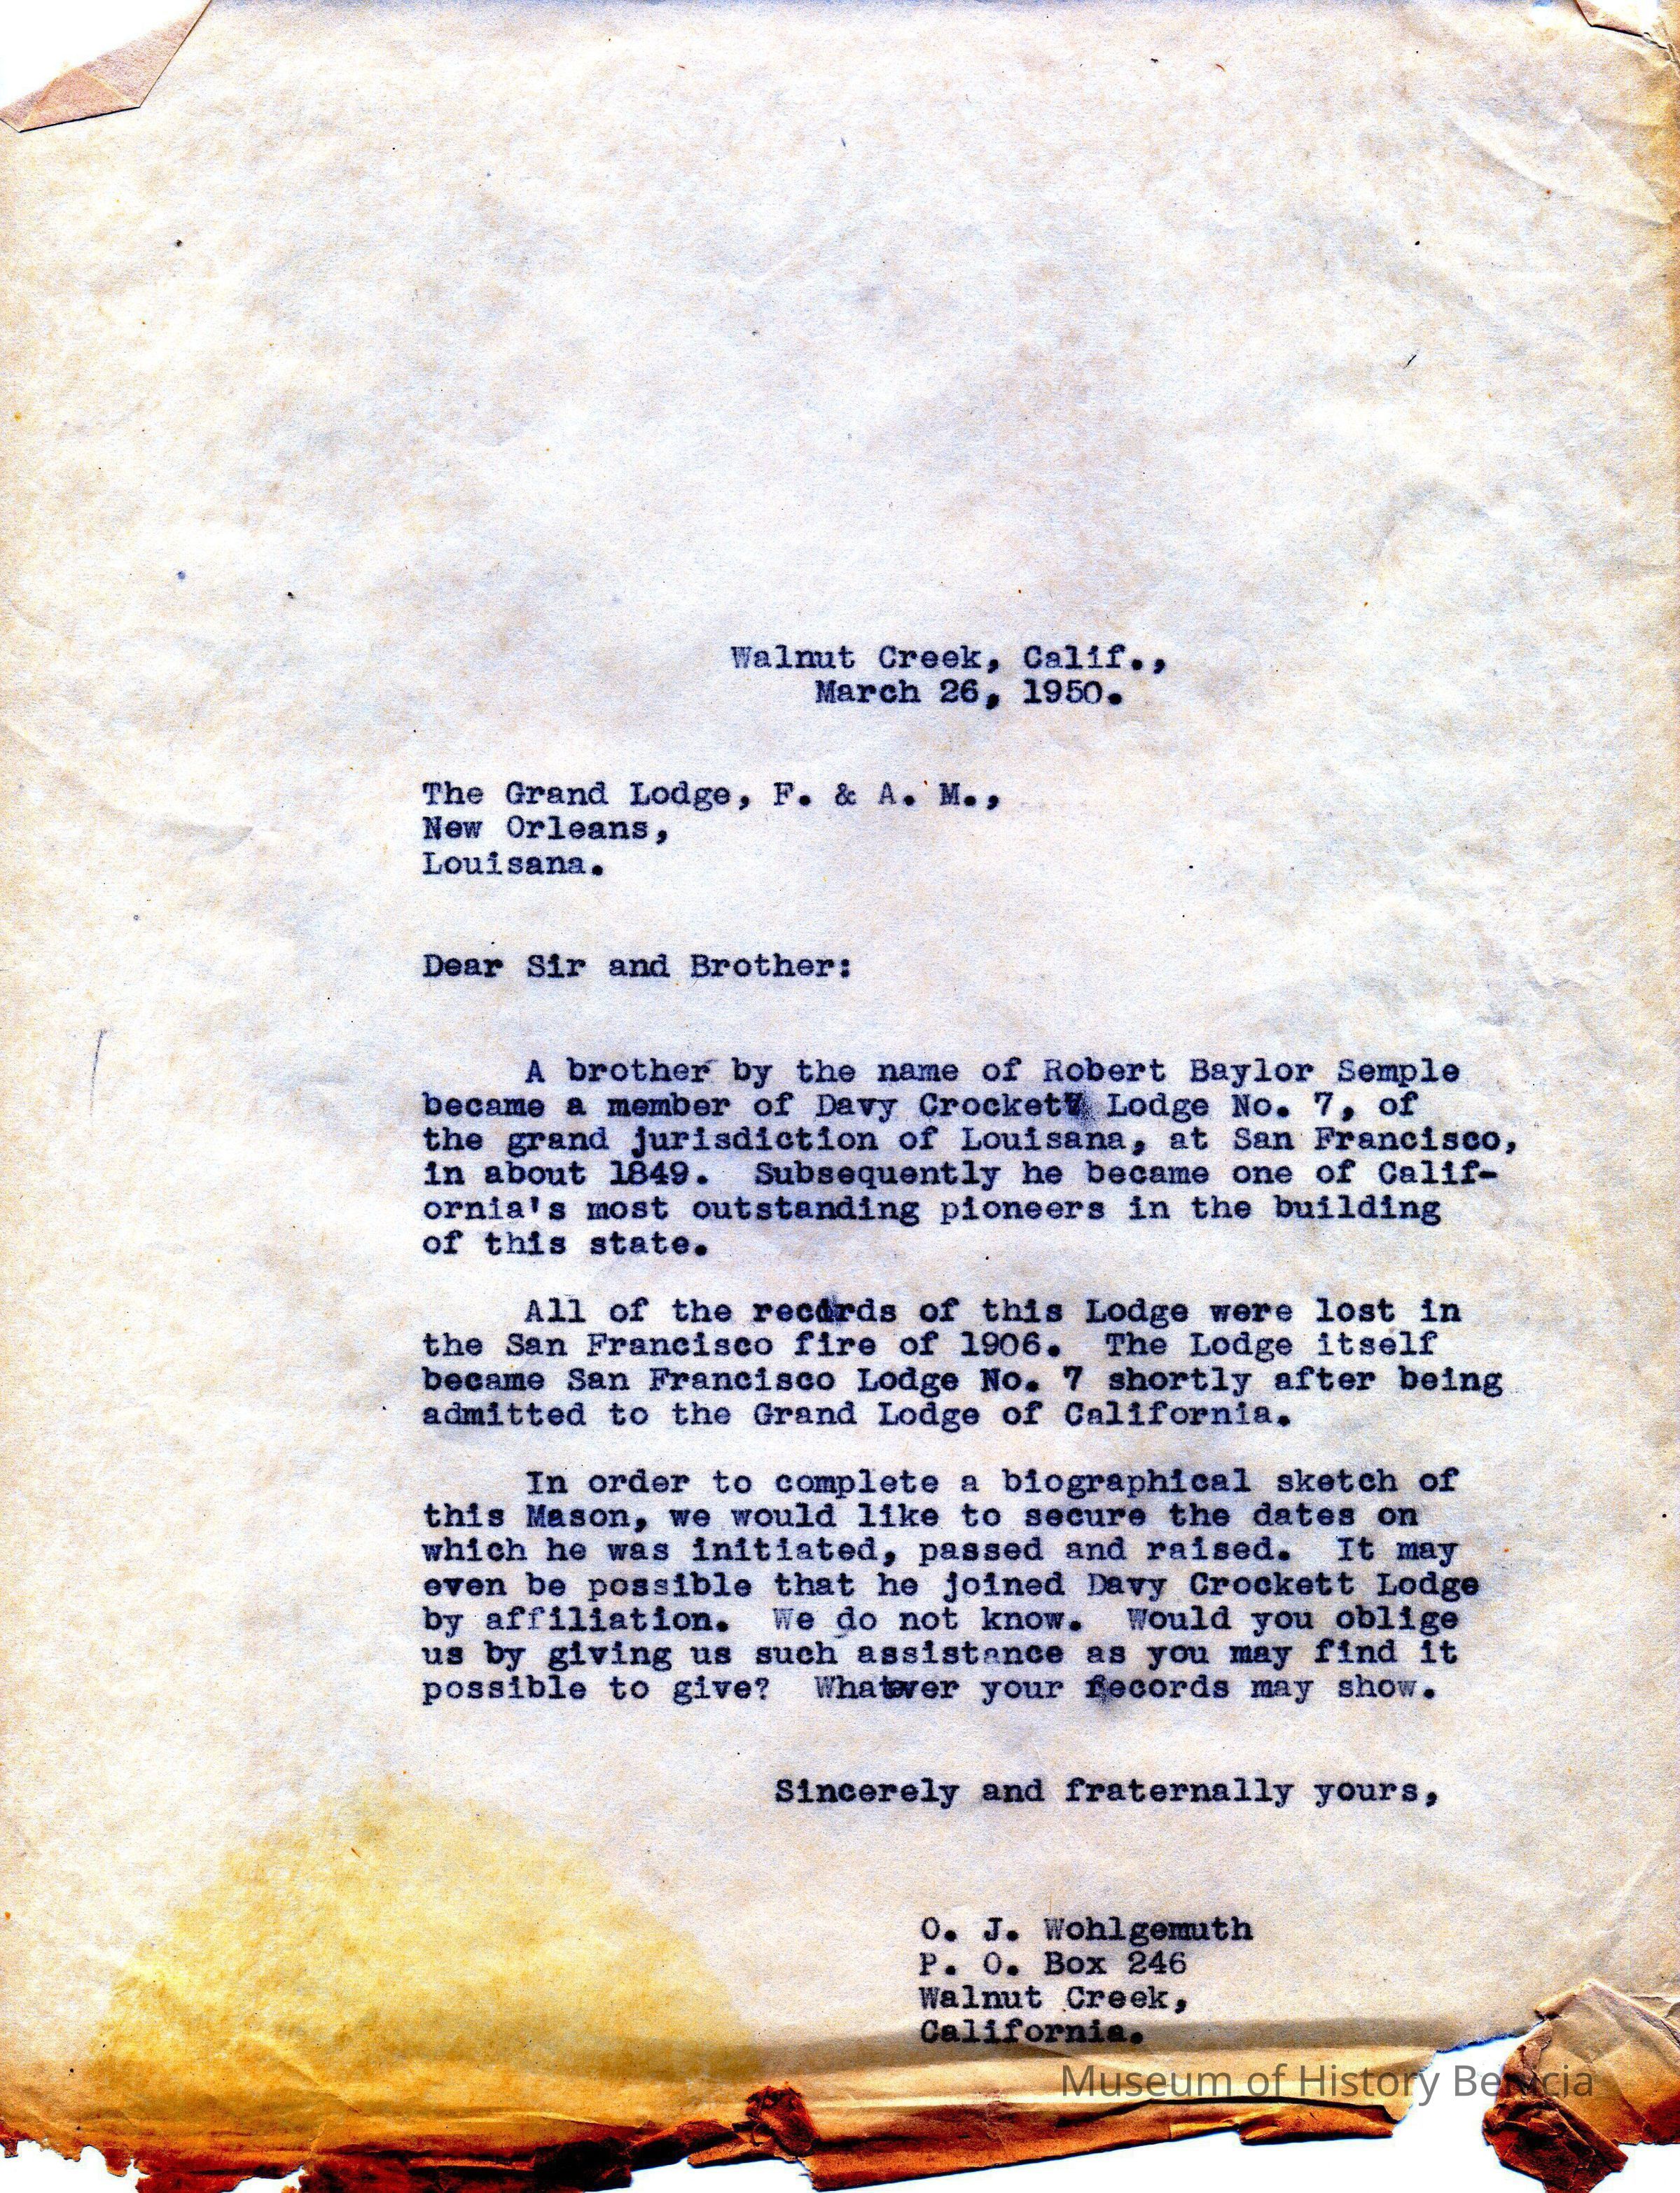 Walnut Creek, Calif.,
March 26, 1950.
The Grand Lodge, F. & A. M.,
New Orleans,
Louisana.
Dear Sir and Brother:
A brother by the name of Robert Baylor Semple
became a member of Davy Crockett Lodge No. 7, of
the grand jurisdiction of Louisana, at San Francisco,
in about 1849. Subsequently he became one of Calif-
ornia's most outstanding pioneers in the building
of this state.
All of the records of this Lodge were lost in
the San Francisco fire of 1906. The Lodge itself
became San Francisco Lodge No. 7 shortly after being
admitted to the Grand Lodge of California.
In order to complete a biographical sketch of
this Mason, we would like to secure the dates on
which he was initiated, passed and raised. It may
even be possible that he joined Davy Crockett Lodge
by affiliation. We do not know. Would you oblige
us by giving us such assistance as you may find it
possible to give? Whatever your records may show.
Sincerely and fraternally yours,
O. J. Wohlgemuth
P. O. Box 246
Walnut Creek,
California.
Museum of History Benicia